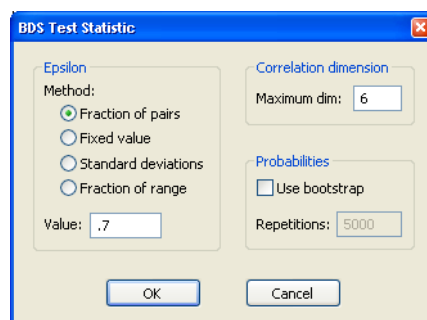 BDS Test Statistic
Epsilon
Method:
Fraction of pairs
Fixed value
Standard deviations
Fraction of range
Value: .7
Correlation dimension
Maximum dim: 6
Probabilities
Use bootstrap
Repetitions: 5000
OK
Cancel